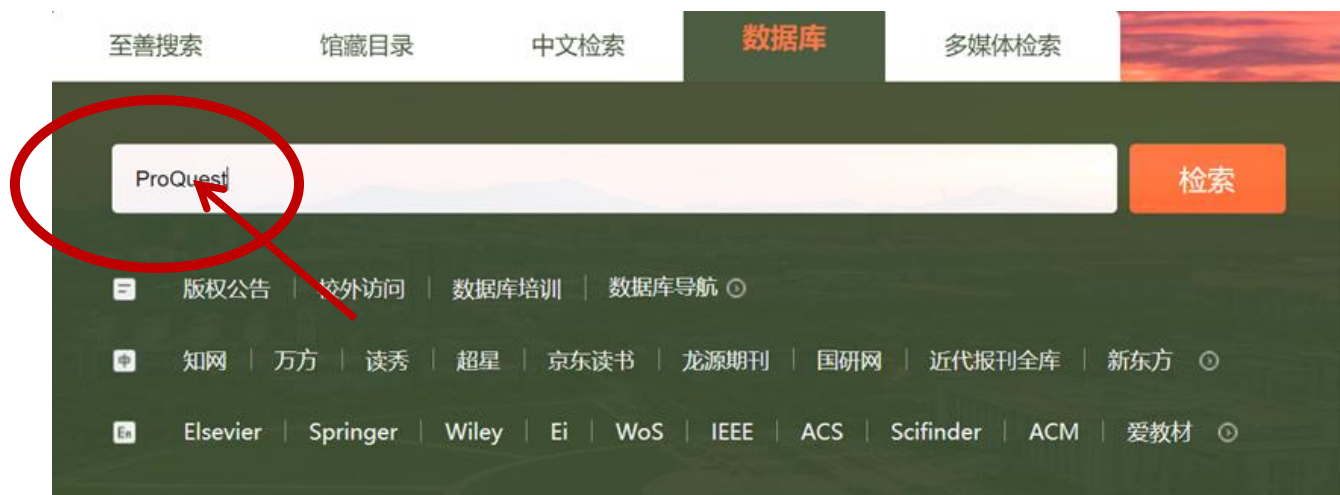 至善搜索 馆藏目录 中文检索 数据库 多媒体检索
ProQuest 检索
版权公告 校外访问 数据库培训 数据库导航
中 知网 万方 读秀 超星 京东读书 龙源期刊 国研网 近代报刊全库 新东方
En Elsevier Springer Wiley Ei WoS IEEE ACS Scifinder ACM 爱教材